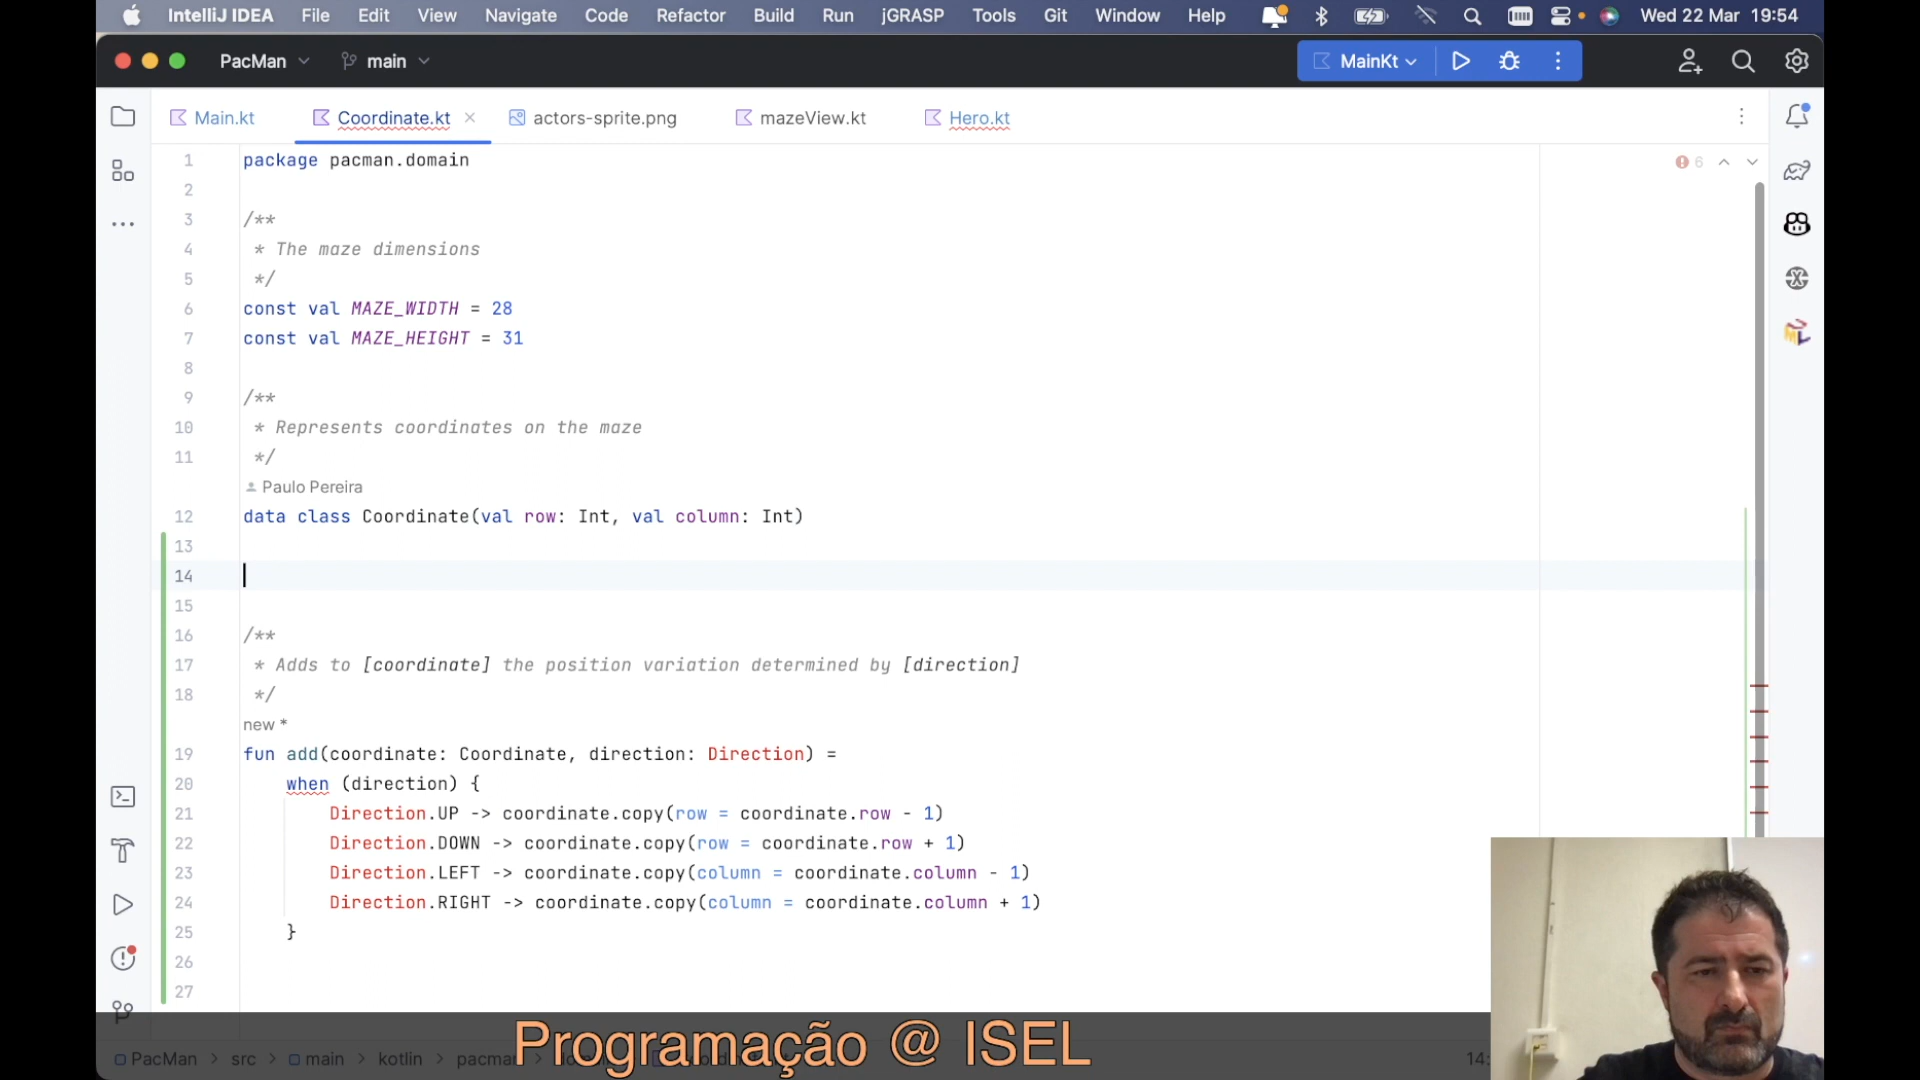 IntelliJ IDEA File Edit View Navigate Code Refactor Build Run jGRASP Tools Git Window Help Wed 22 Mar 19:54
PacMan main MainKt
Main.kt Coordinate.kt actors-sprite.png mazeView.kt Hero.kt
1 package pacman.domain 6
2
3 /**
4 * The maze dimensions
5 */
6 const val MAZE_WIDTH = 28
7 const val MAZE_HEIGHT = 31
8
9 /**
10 * Represents coordinates on the maze
11 */
Paulo Pereira
12 data class Coordinate(val row: Int, val column: Int)
13
14
15
16 /**
17 * Adds to [coordinate] the position variation determined by [direction]
18 */
new *
19 fun add(coordinate: Coordinate, direction: Direction) =
20 when (direction) {
21 Direction.UP -> coordinate.copy(row = coordinate.row - 1)
22 Direction.DOWN -> coordinate.copy(row = coordinate.row + 1)
23 Direction.LEFT -> coordinate.copy(column = coordinate.column - 1)
24 Direction.RIGHT -> coordinate.copy(column = coordinate.column + 1)
25 }
26
27
PacMan > src > main > kotlin > pacman 14:
Programação @ ISEL